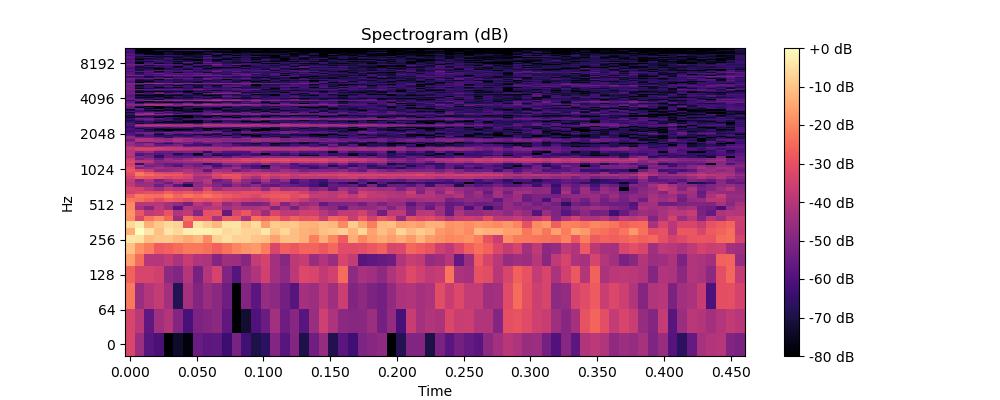 Spectrogram (dB)
Hz
8192
4096
2048
1024
512
256
128
64
0
0.000 0.050 0.100 0.150 0.200 0.250 0.300 0.350 0.400 0.450
Time
+0 dB
-10 dB
-20 dB
-30 dB
-40 dB
-50 dB
-60 dB
-70 dB
-80 dB